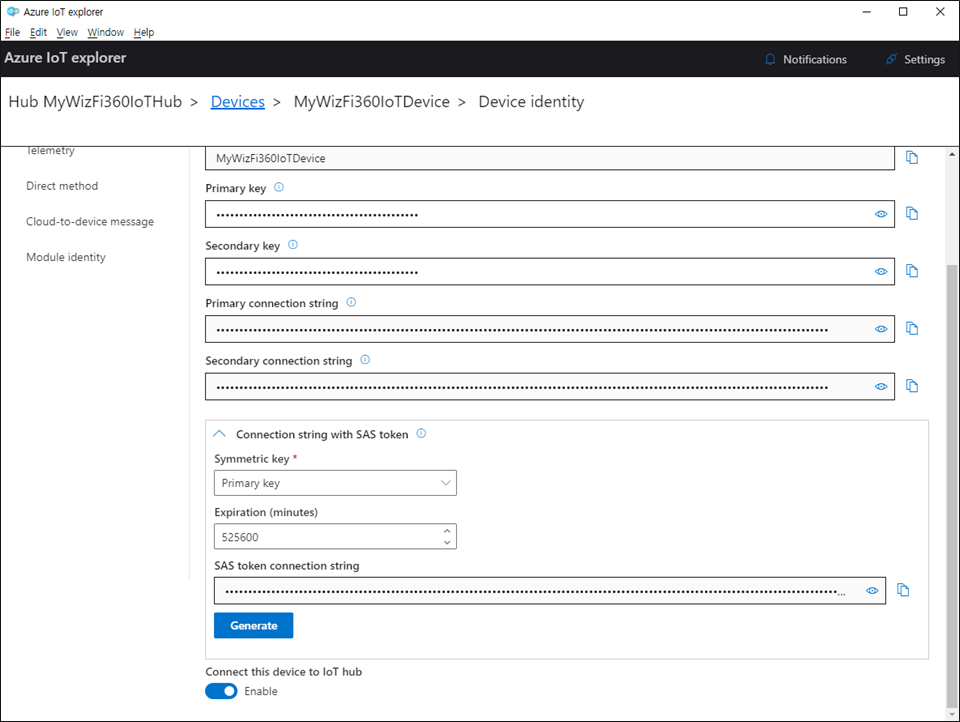 Azure IoT explorer
File Edit View Window Help
Azure IoT explorer Notifications Settings
Hub MyWizFi360IoTHub > Devices > MyWizFi360IoTDevice > Device identity
Telemetry
Direct method
Cloud-to-device message
Module identity
MyWizFi360IoTDevice
Primary key
Secondary key
Primary connection string
Secondary connection string
Connection string with SAS token
Symmetric key *
Primary key
Expiration (minutes)
525600
SAS token connection string
Generate
Connect this device to IoT hub
Enable